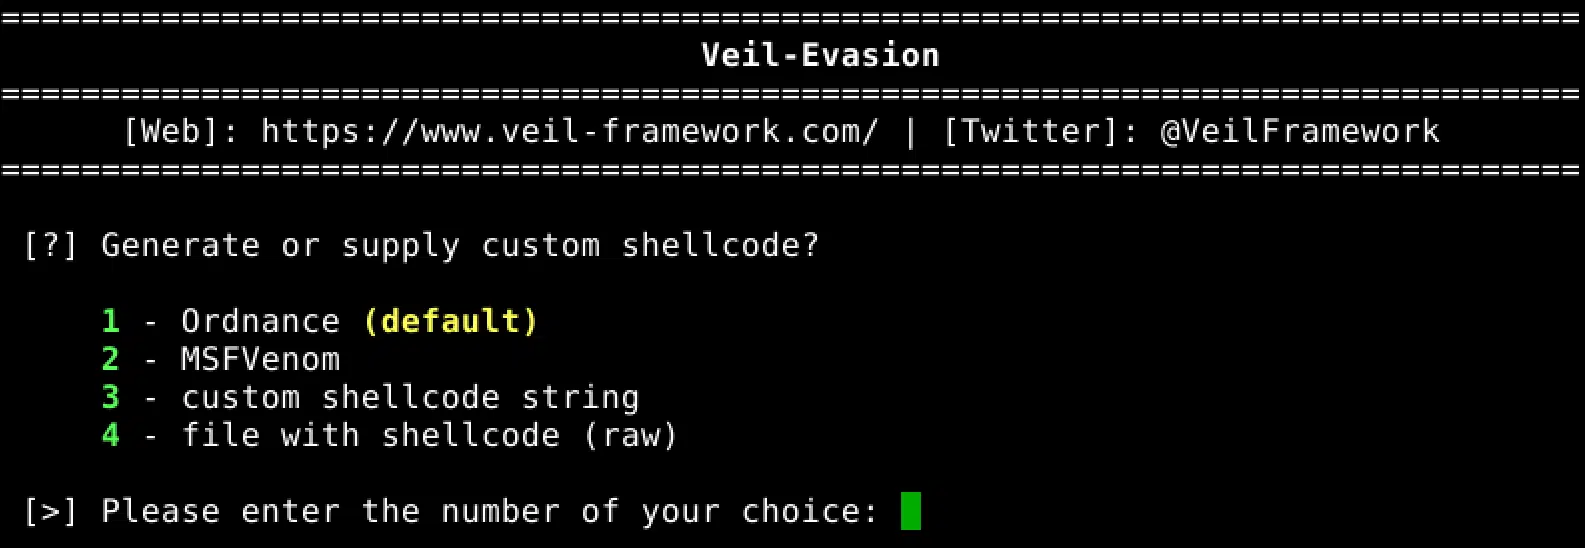 ===============================================================================
Veil-Evasion
===============================================================================
[Web]: https://www.veil-framework.com/ | [Twitter]: @VeilFramework
===============================================================================
[?] Generate or supply custom shellcode?
1 - Ordnance (default)
2 - MSFVenom
3 - custom shellcode string
4 - file with shellcode (raw)
[>] Please enter the number of your choice: